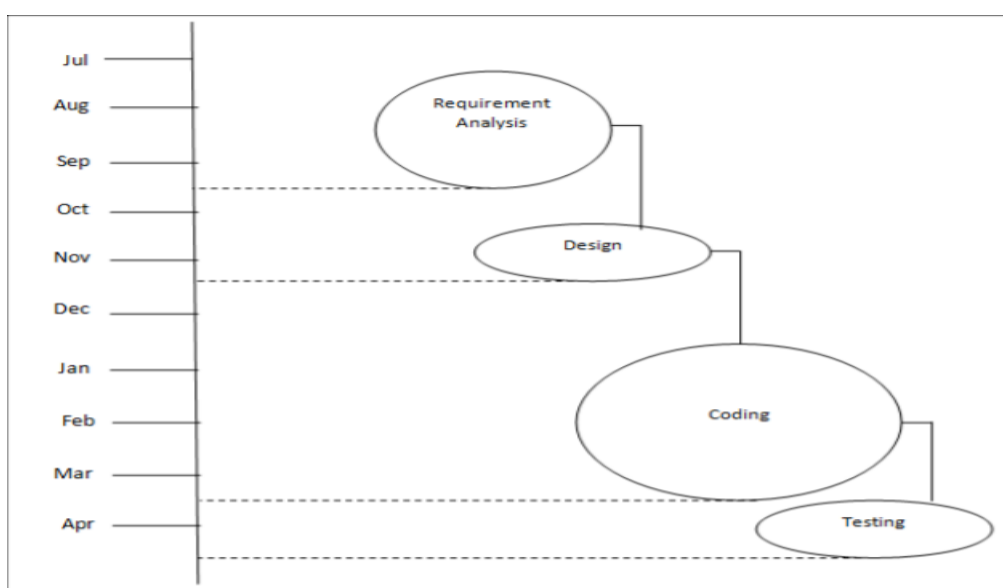 Jul
Aug
Sep
Oct
Nov
Dec
Jan
Feb
Mar
Apr
Requirement
Analysis
Design
Coding
Testing